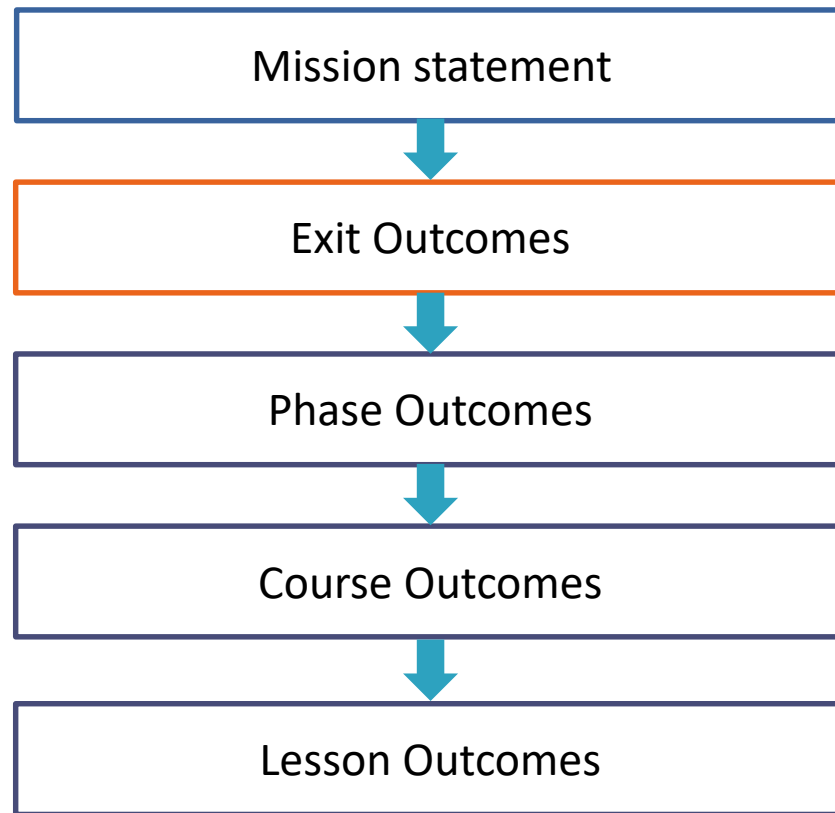 Mission statement
Exit Outcomes
Phase Outcomes
Course Outcomes
Lesson Outcomes